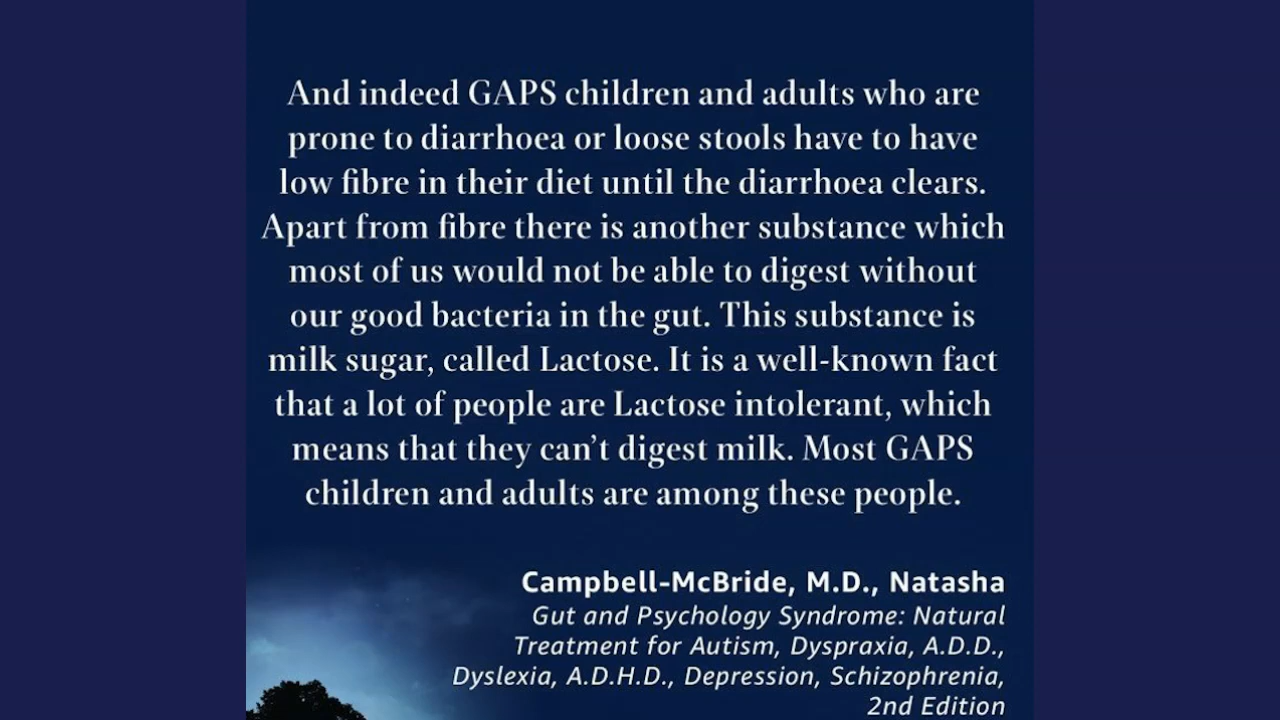 And indeed GAPS children and adults who are
prone to diarrhoea or loose stools have to have
low fibre in their diet until the diarrhoea clears.
Apart from fibre there is another substance which
most of us would not be able to digest without
our good bacteria in the gut. This substance is
milk sugar, called Lactose. It is a well-known fact
that a lot of people are Lactose intolerant, which
means that they can’t digest milk. Most GAPS
children and adults are among these people.
Campbell-McBride, M.D., Natasha
Gut and Psychology Syndrome: Natural
Treatment for Autism, Dyspraxia, A.D.D.,
Dyslexia, A.D.H.D., Depression, Schizophrenia,
2nd Edition